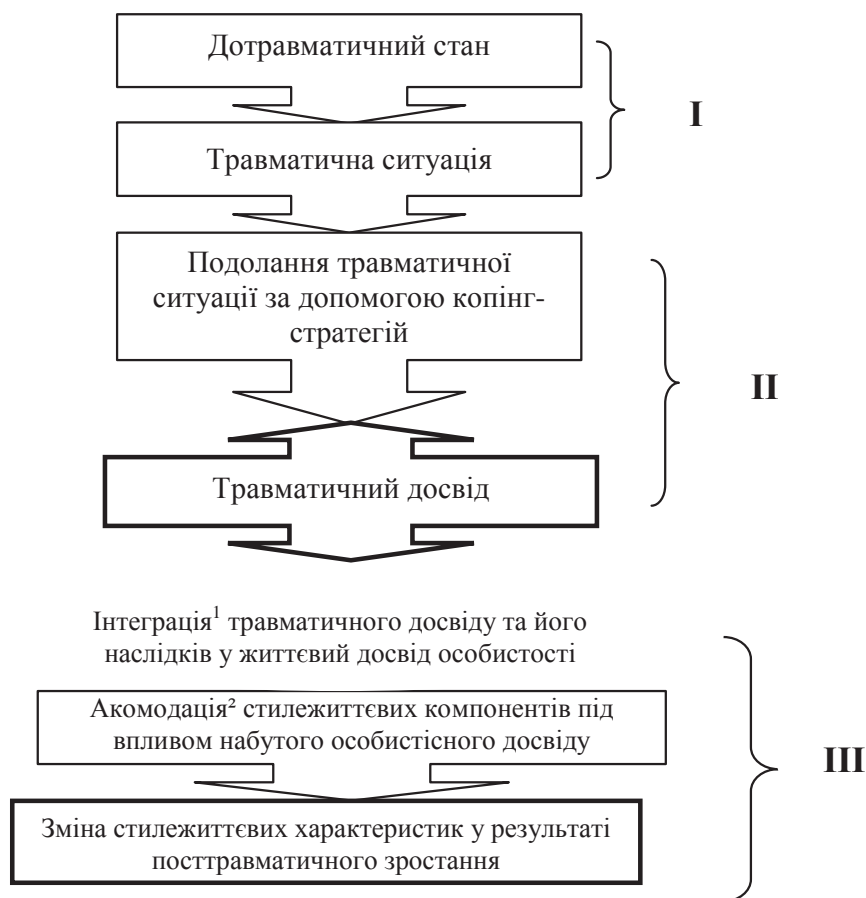 Дотравматичний стан
I
Травматична ситуація
Подолання травматичної
ситуації за допомогою копінг-
стратегій
II
Травматичний досвід
Інтеграція¹ травматичного досвіду та його
наслідків у життєвий досвід особистості
Акомодація² стилежиттєвих компонентів під
впливом набутого особистісного досвіду
III
Зміна стилежиттєвих характеристик у результаті
посттравматичного зростання